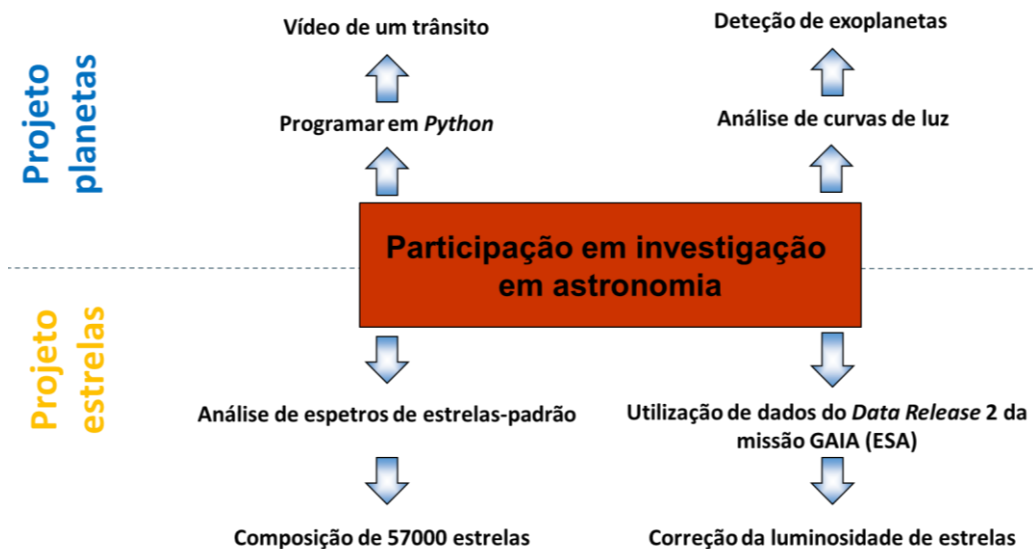 Projeto
planetas
Vídeo de um trânsito
Deteção de exoplanetas
Programar em Python
Análise de curvas de luz
Participação em investigação
em astronomia
Projeto
estrelas
Análise de espetros de estrelas-padrão
Utilização de dados do Data Release 2 da
missão GAIA (ESA)
Composição de 57000 estrelas
Correção da luminosidade de estrelas